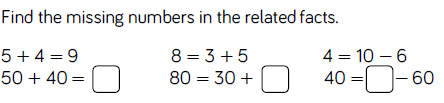 Find the missing numbers in the related facts.
5 + 4 = 9 8 = 3 + 5 4 = 10 – 6
50 + 40 = 80 = 30 + 40 = – 60